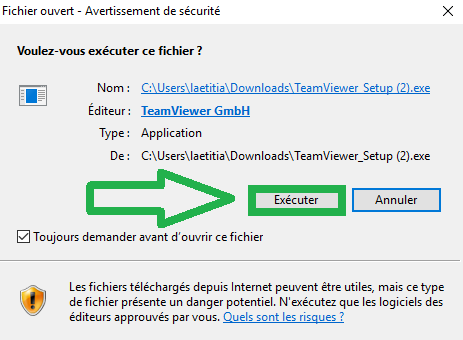 Fichier ouvert - Avertissement de sécurité
Voulez-vous exécuter ce fichier ?
Nom : C:\Users\laetitia\Downloads\TeamViewer_Setup (2).exe
Éditeur : TeamViewer GmbH
Type : Application
De : C:\Users\laetitia\Downloads\TeamViewer_Setup (2).exe
Exécuter Annuler
Toujours demander avant d'ouvrir ce fichier
Les fichiers téléchargés depuis Internet peuvent être utiles, mais ce type
de fichier présente un danger potentiel. N'exécutez que les logiciels des
éditeurs approuvés par vous. Quels sont les risques ?